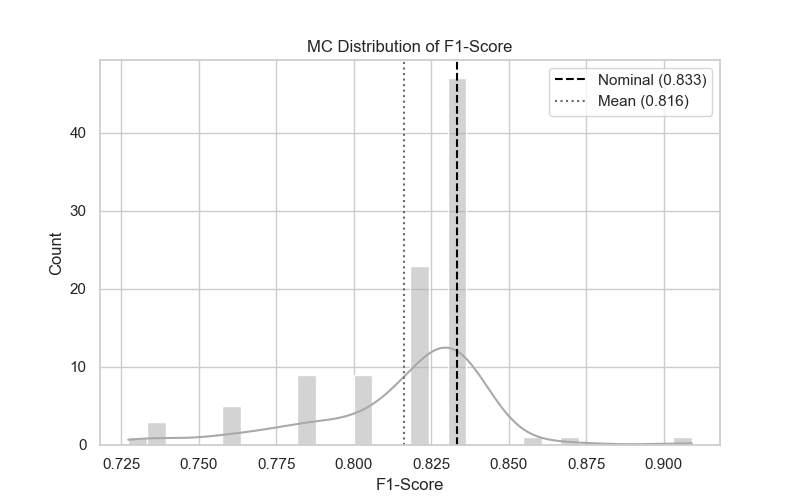 MC Distribution of F1-Score
Nominal (0.833)
Mean (0.816)
Count
40
30
20
10
0
0.725 0.750 0.775 0.800 0.825 0.850 0.875 0.900
F1-Score